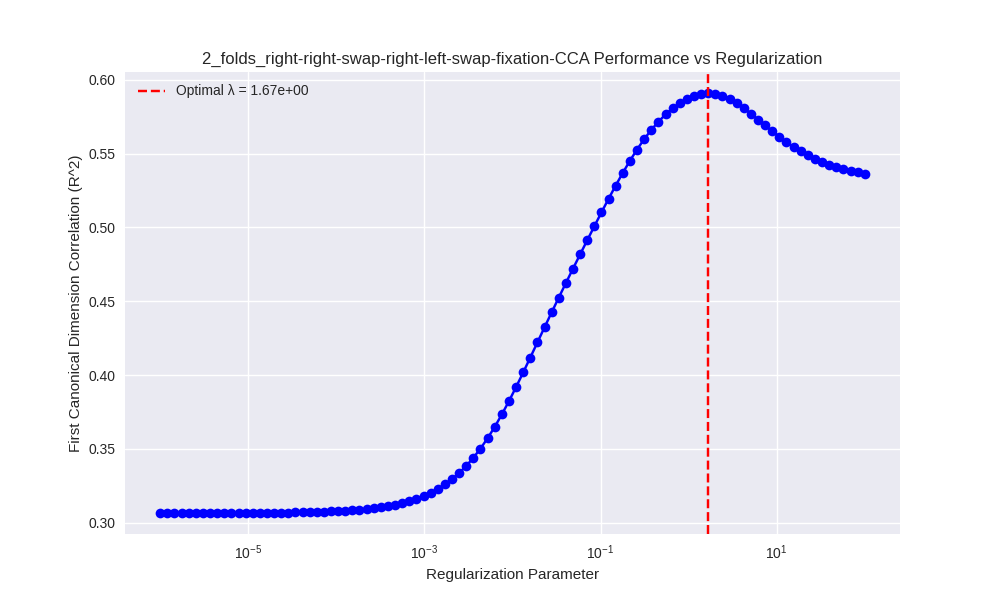 2_folds_right-right-swap-right-left-swap-fixation-CCA Performance vs Regularization
Optimal λ = 1.67e+00
First Canonical Dimension Correlation (R^2)
0.60
0.55
0.50
0.45
0.40
0.35
0.30
10⁻⁵
10⁻³
10⁻¹
10¹
Regularization Parameter